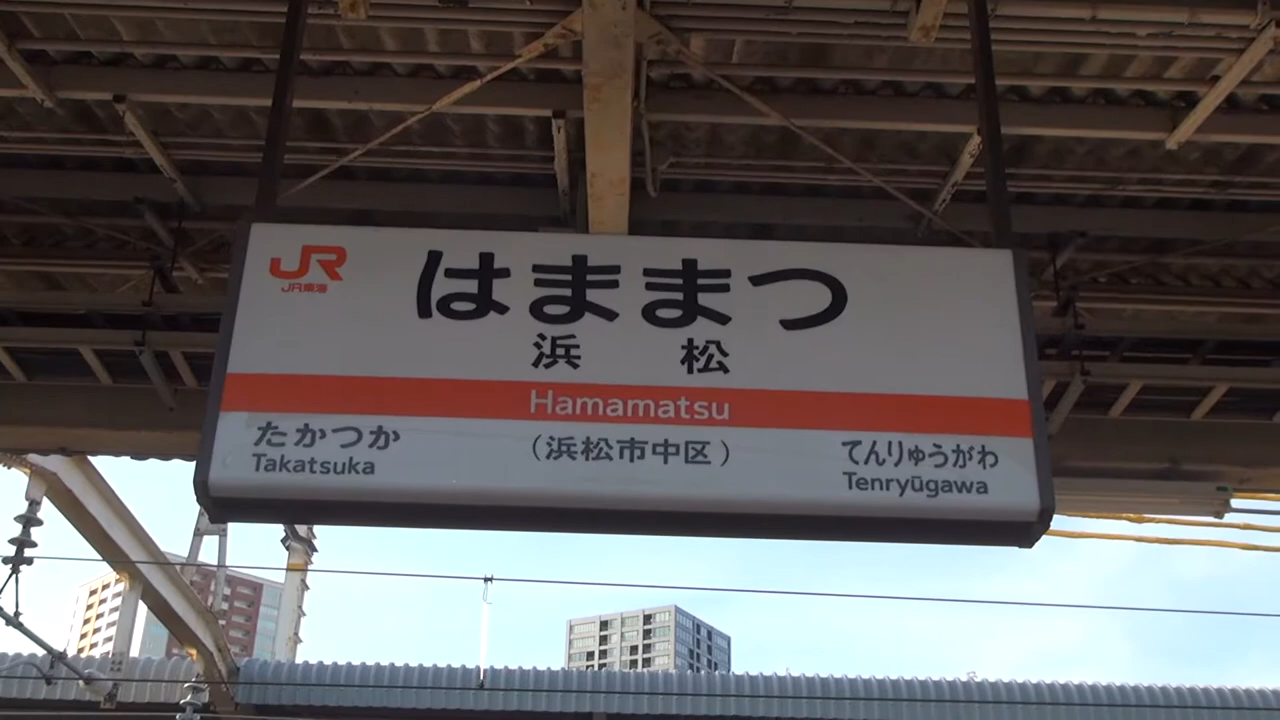 JR
JR東海
はままつ
浜松
Hamamatsu
(浜松市中区)
たかつか
Takatsuka
てんりゅうがわ
Tenryūgawa